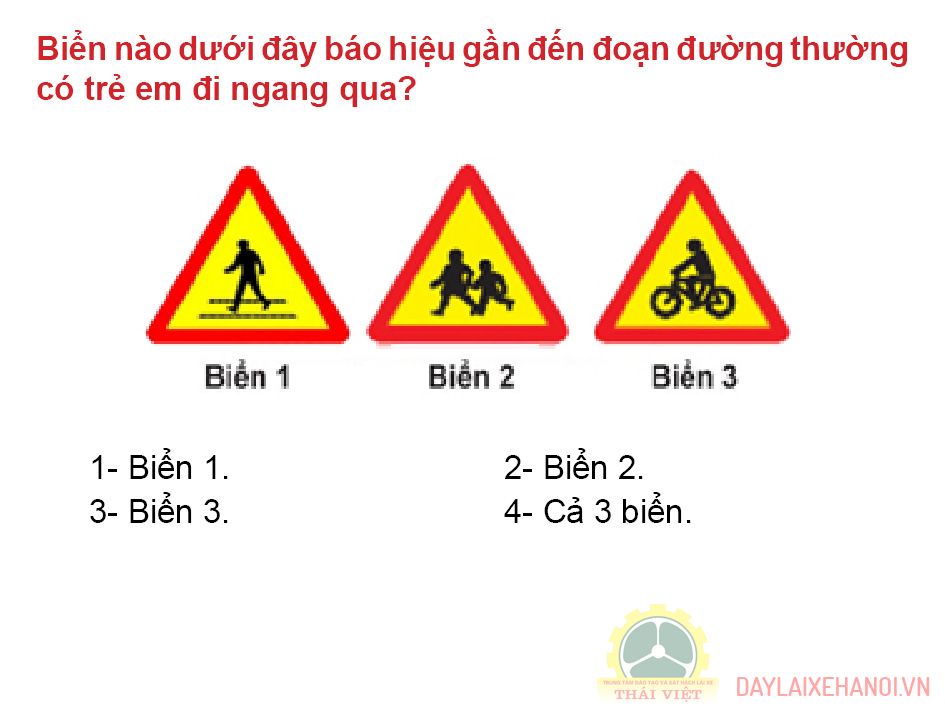 Biển nào dưới đây báo hiệu gần đến đoạn đường thường
có trẻ em đi ngang qua?
Biển 1 Biển 2 Biển 3
1- Biển 1. 2- Biển 2.
3- Biển 3. 4- Cả 3 biển.
TRUNG TÂM ĐÀO TẠO VÀ SÁT HẠCH LÁI XE
THÁI VIỆT
DAYLAIXEHANOI.VN